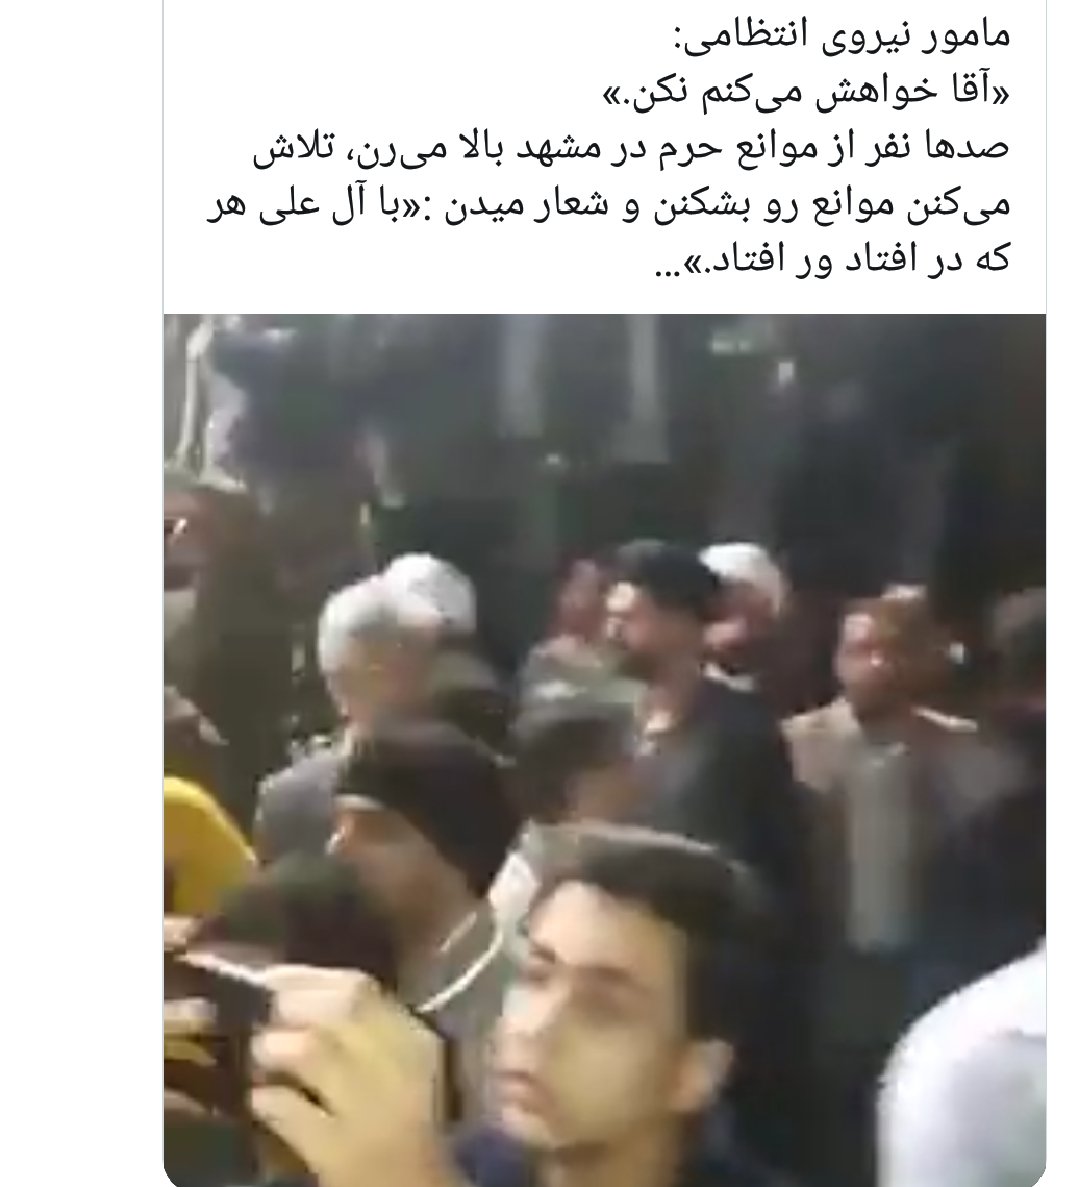 مامور نیروی انتظامی:
«آقا خواهش می‌کنم نکن.»
صدها نفر از موانع حرم در مشهد بالا می‌رن، تلاش
می‌کنن موانع رو بشکنن و شعار میدن :«با آل علی هر
که در افتاد ور افتاد.»...